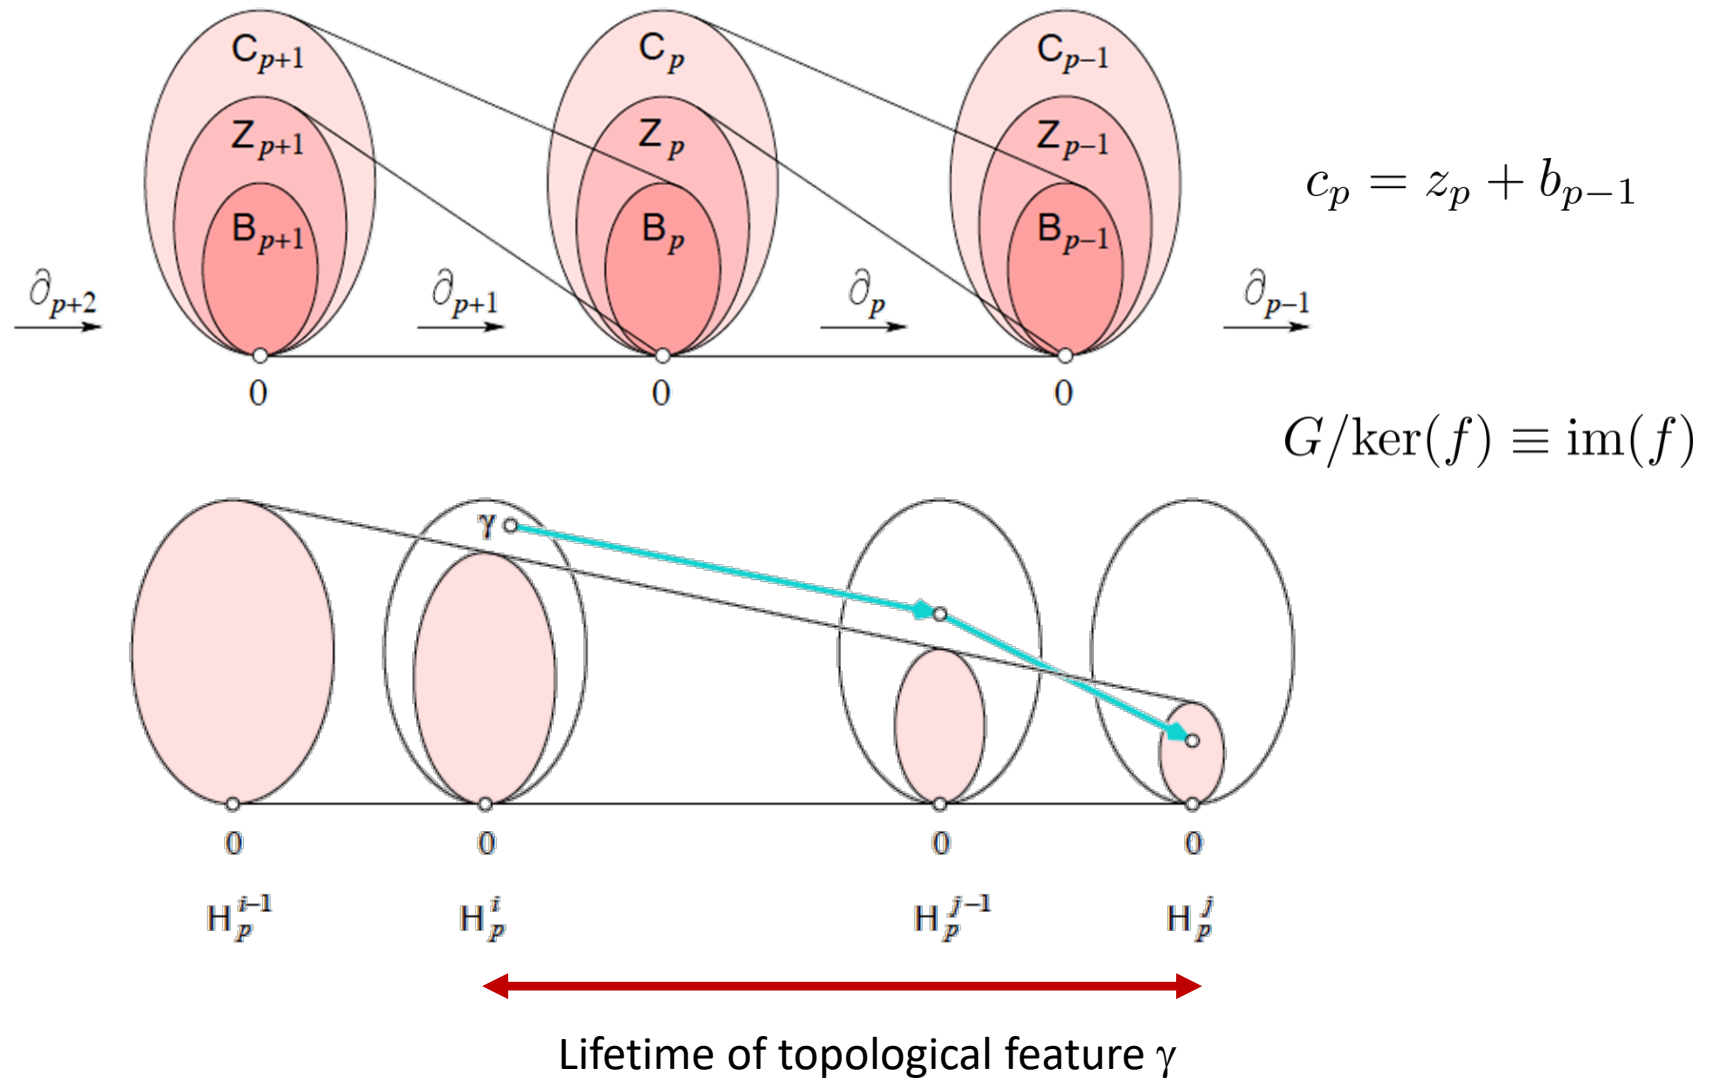 C_{p+1} C_p C_{p−1}
Z_{p+1} Z_p Z_{p−1}
c_p = z_p + b_{p−1}
B_{p+1} B_p B_{p−1}
∂_{p+2} ∂_{p+1} ∂_p ∂_{p−1}
0 0 0
G/ker(f) ≡ im(f)
γ
0 0 0 0
H_p^{i−1} H_p^i H_p^{j−1} H_p^j
Lifetime of topological feature γ